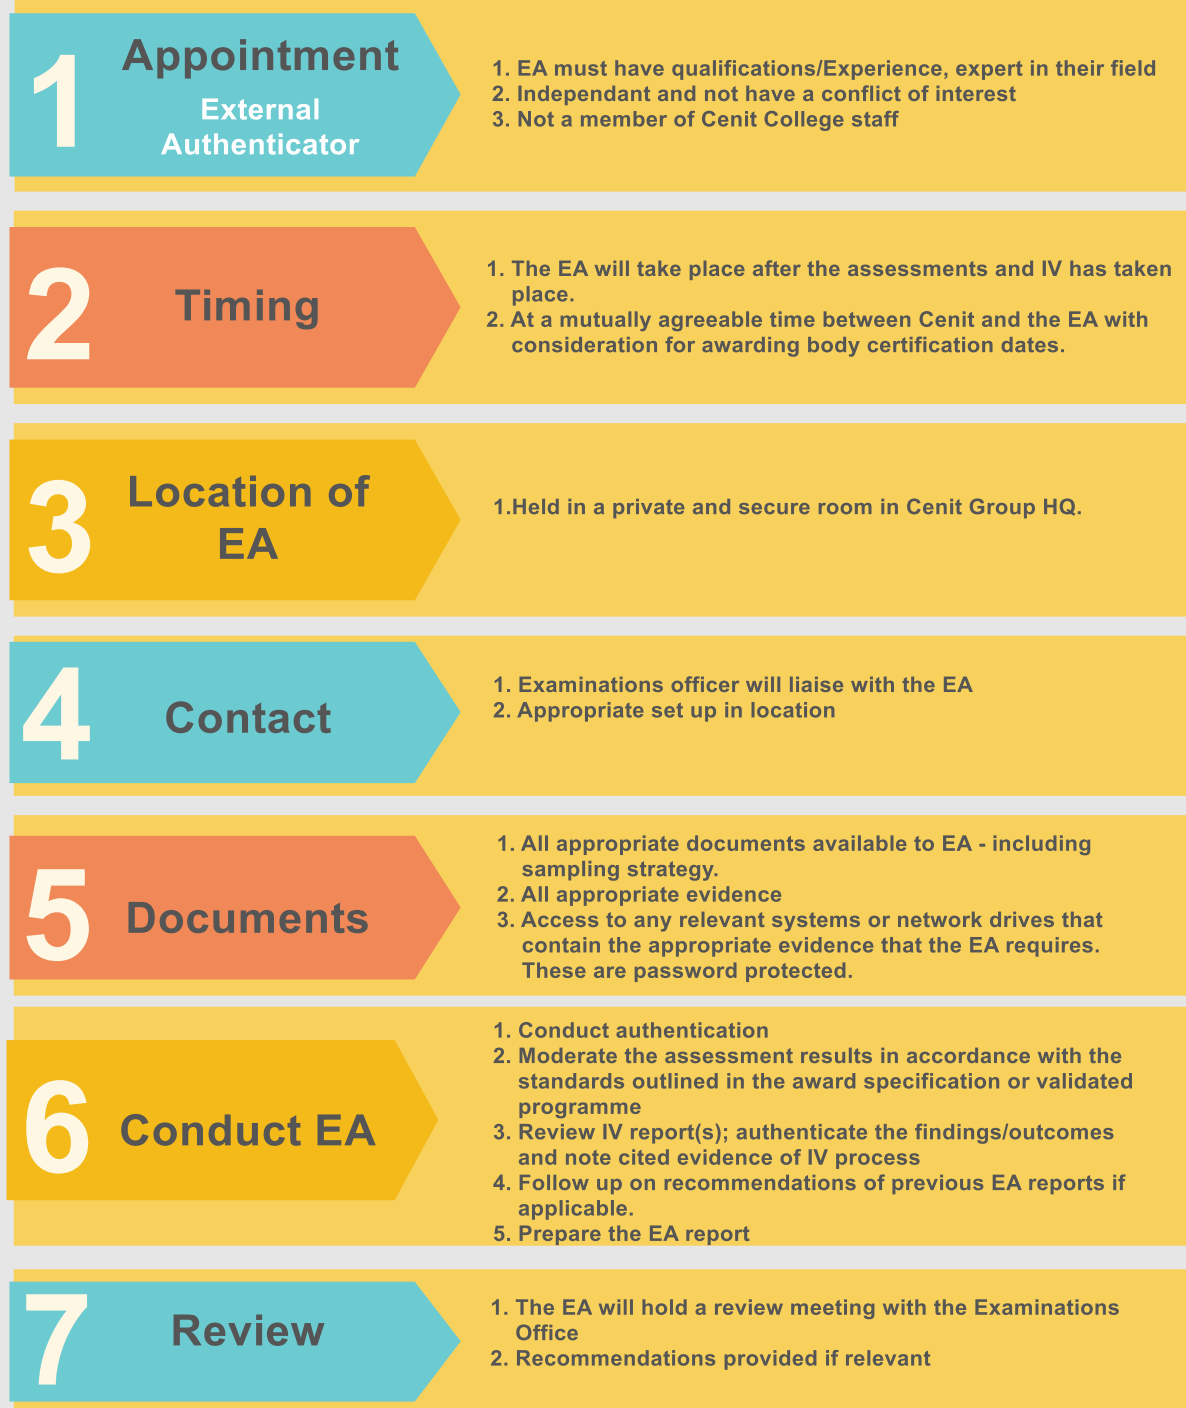 1
Appointment
External
Authenticator
1. EA must have qualifications/Experience, expert in their field
2. Independant and not have a conflict of interest
3. Not a member of Cenit College staff
2
Timing
1. The EA will take place after the assessments and IV has taken
place.
2. At a mutually agreeable time between Cenit and the EA with
consideration for awarding body certification dates.
3
Location of
EA
1.Held in a private and secure room in Cenit Group HQ.
4
Contact
1. Examinations officer will liaise with the EA
2. Appropriate set up in location
5
Documents
1. All appropriate documents available to EA - including
sampling strategy.
2. All appropriate evidence
3. Access to any relevant systems or network drives that
contain the appropriate evidence that the EA requires.
These are password protected.
6
Conduct EA
1. Conduct authentication
2. Moderate the assessment results in accordance with the
standards outlined in the award specification or validated
programme
3. Review IV report(s); authenticate the findings/outcomes
and note cited evidence of IV process
4. Follow up on recommendations of previous EA reports if
applicable.
5. Prepare the EA report
7
Review
1. The EA will hold a review meeting with the Examinations
Office
2. Recommendations provided if relevant